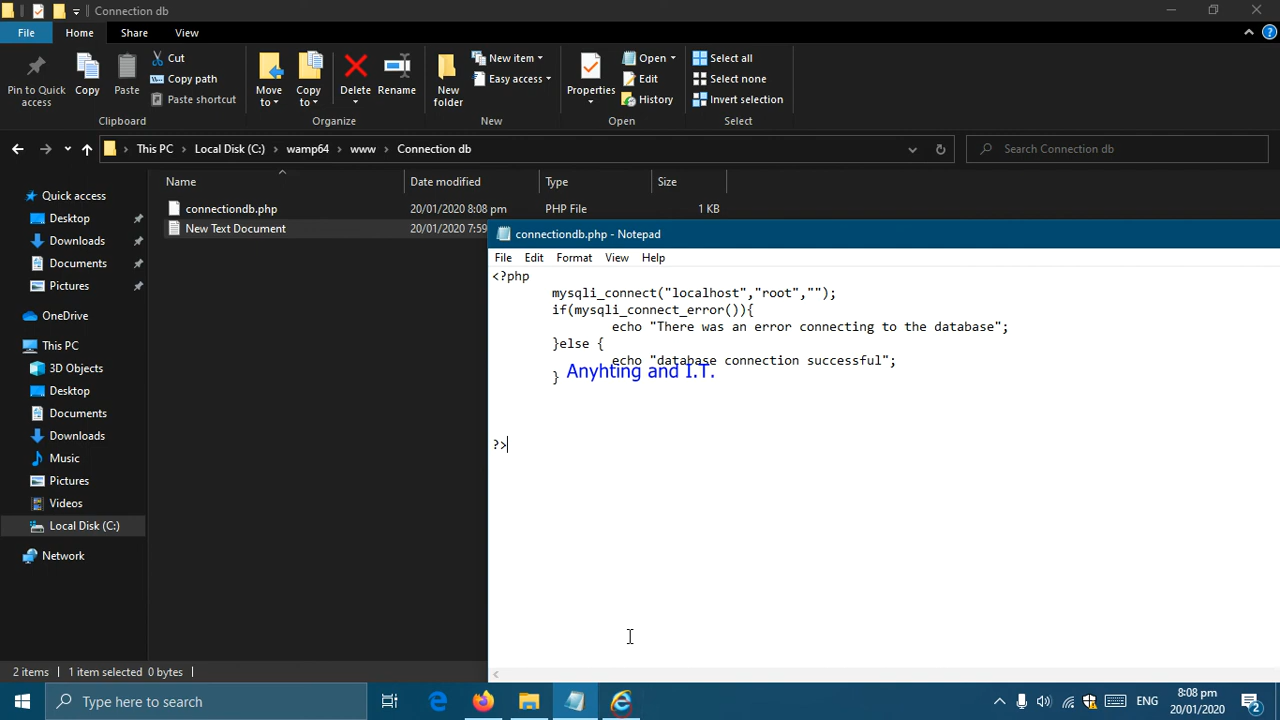 Connection db
File Home Share View
Pin to Quick access
Copy
Paste
Cut
Copy path
Paste shortcut
Clipboard
Move to
Copy to
Delete
Rename
Organize
New folder
New item
Easy access
New
Properties
Open
Edit
History
Open
Select all
Select none
Invert selection
Select
This PC > Local Disk (C:) > wamp64 > www > Connection db
Search Connection db
Name Date modified Type Size
connectiondb.php 20/01/2020 8:08 pm PHP File 1 KB
New Text Document 20/01/2020 7:59
Quick access
Desktop
Downloads
Documents
Pictures
OneDrive
This PC
3D Objects
Desktop
Documents
Downloads
Music
Pictures
Videos
Local Disk (C:)
Network
2 items 1 item selected 0 bytes
connectiondb.php - Notepad
File Edit Format View Help
<?php
mysqli_connect("localhost","root","");
if(mysqli_connect_error()){
echo "There was an error connecting to the database";
}else {
echo "database connection successful";
}
Anyhting and I.T.
?>
Type here to search
ENG
8:08 pm
20/01/2020
2